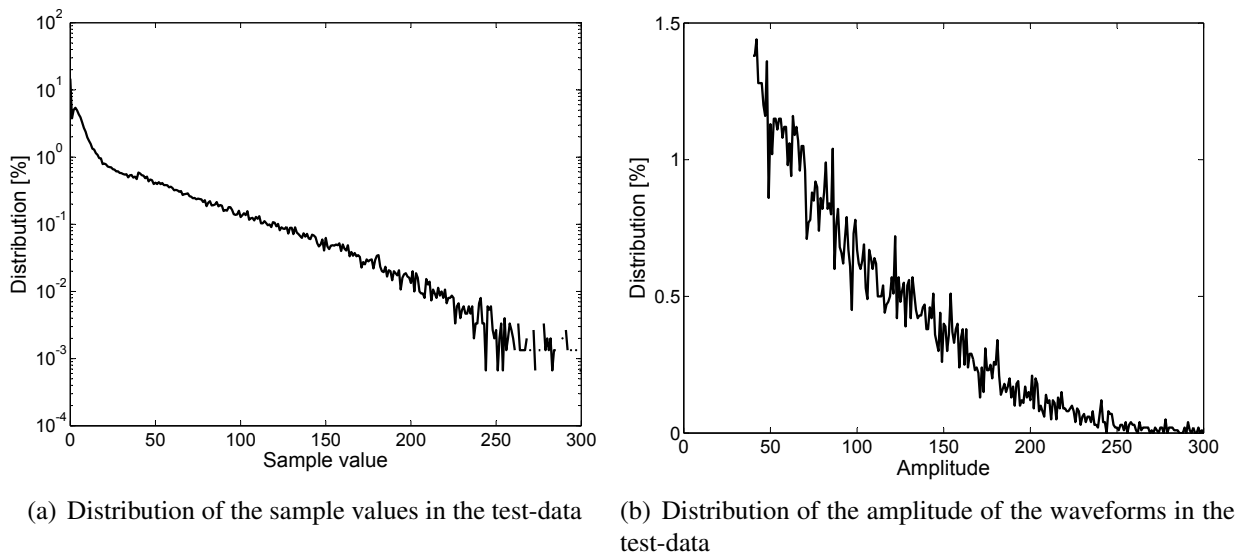 10^2
10^1
10^0
10^-1
10^-2
10^-3
10^-4
Distribution [%]
0 50 100 150 200 250 300
Sample value
(a) Distribution of the sample values in the test-data
1.5
1
0.5
0
Distribution [%]
0 50 100 150 200 250 300
Amplitude
(b) Distribution of the amplitude of the waveforms in the
test-data